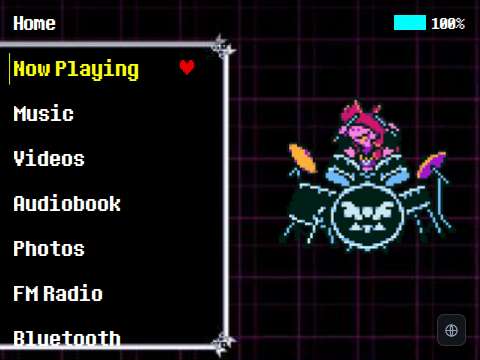 Home
100%
Now Playing
Music
Videos
Audiobook
Photos
FM Radio
Bluetooth